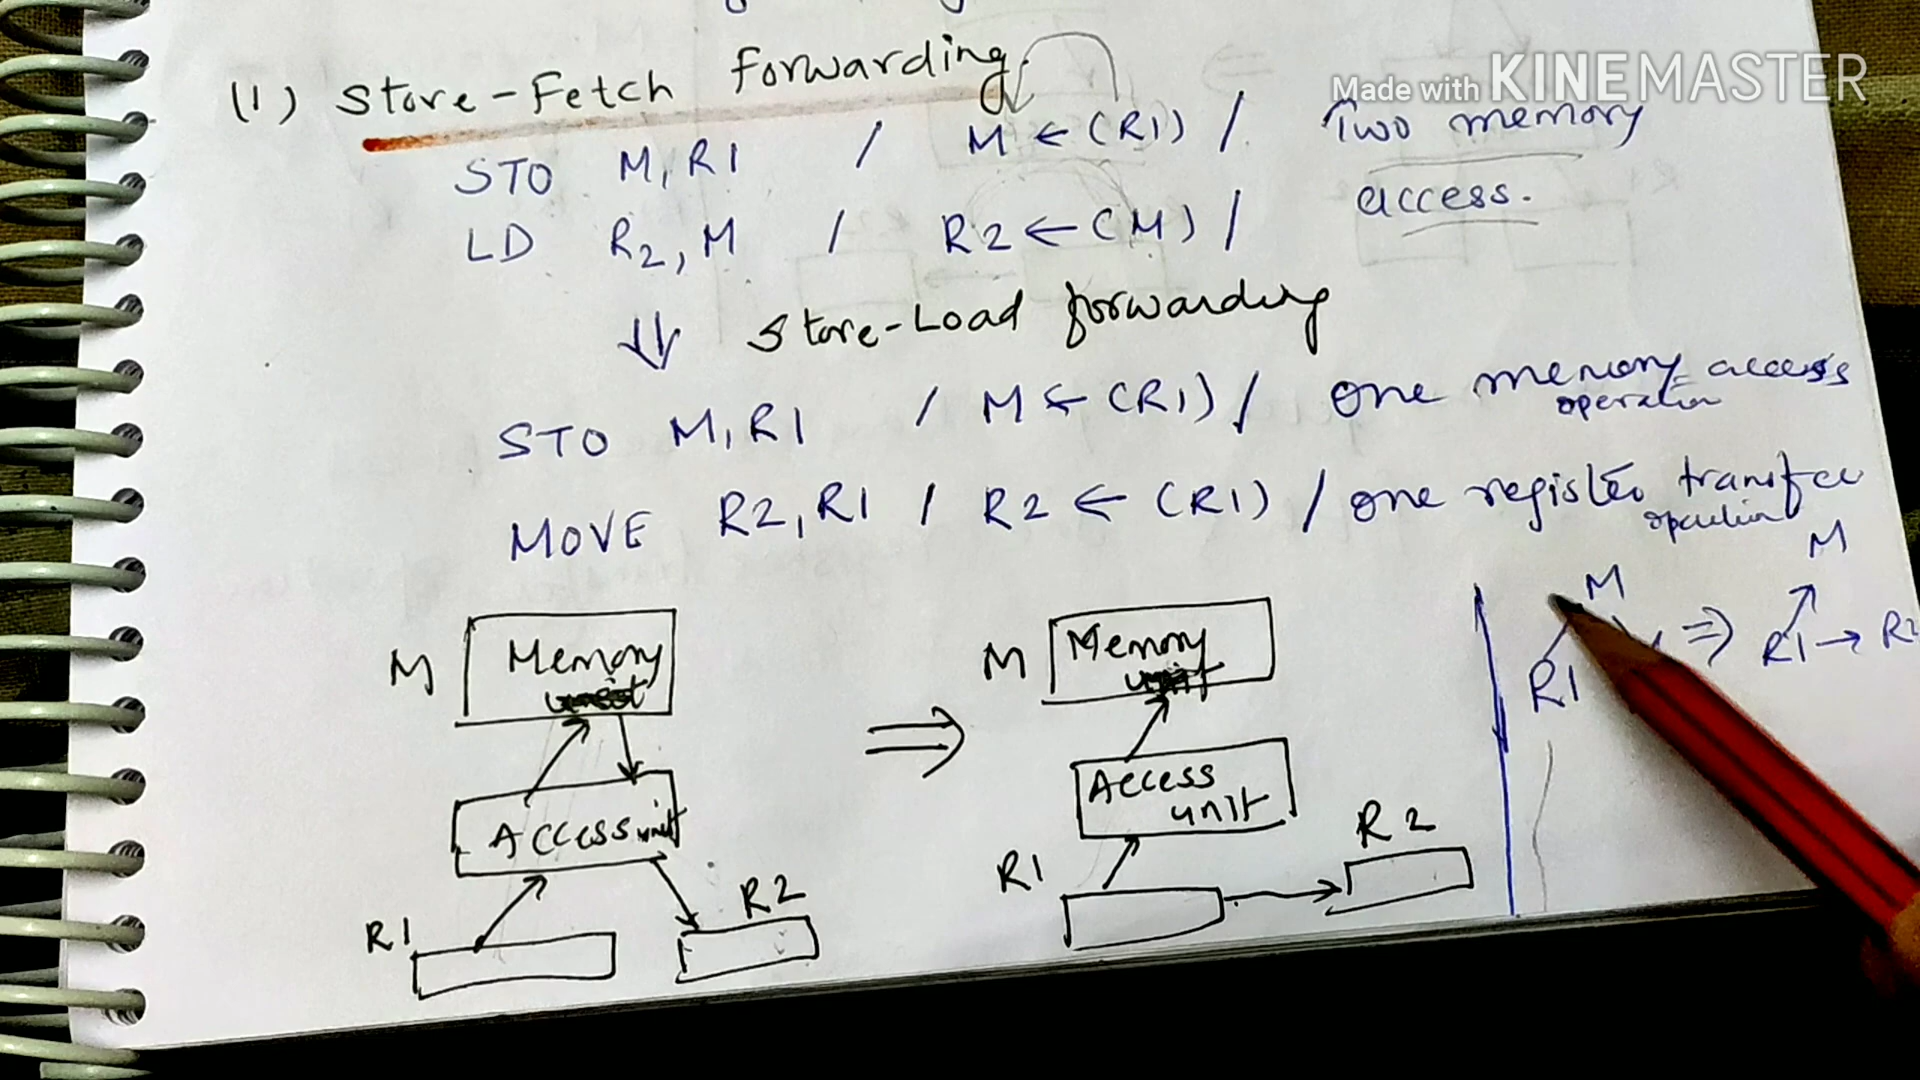 Made with KINEMASTER
(1) Store-Fetch forwarding
STO M, R1 / M ← (R1) / Two memory access.
LD R2, M / R2 ← (M) /
⇓ Store-Load forwarding
STO M, R1 / M ← (R1) / one memory access operation
MOVE R2, R1 / R2 ← (R1) / one register transfer operation
M Memory unit
Access unit
R1 R2
⇒
M Memory unit
Access unit
R1 R2
M
R1 ⇒
M
R1 → R2